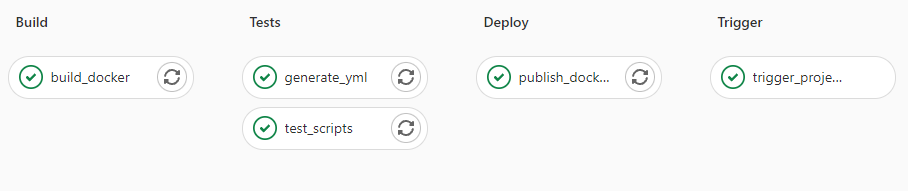 Build
build_docker
Tests
generate_yml
test_scripts
Deploy
publish_dock...
Trigger
trigger_proje...